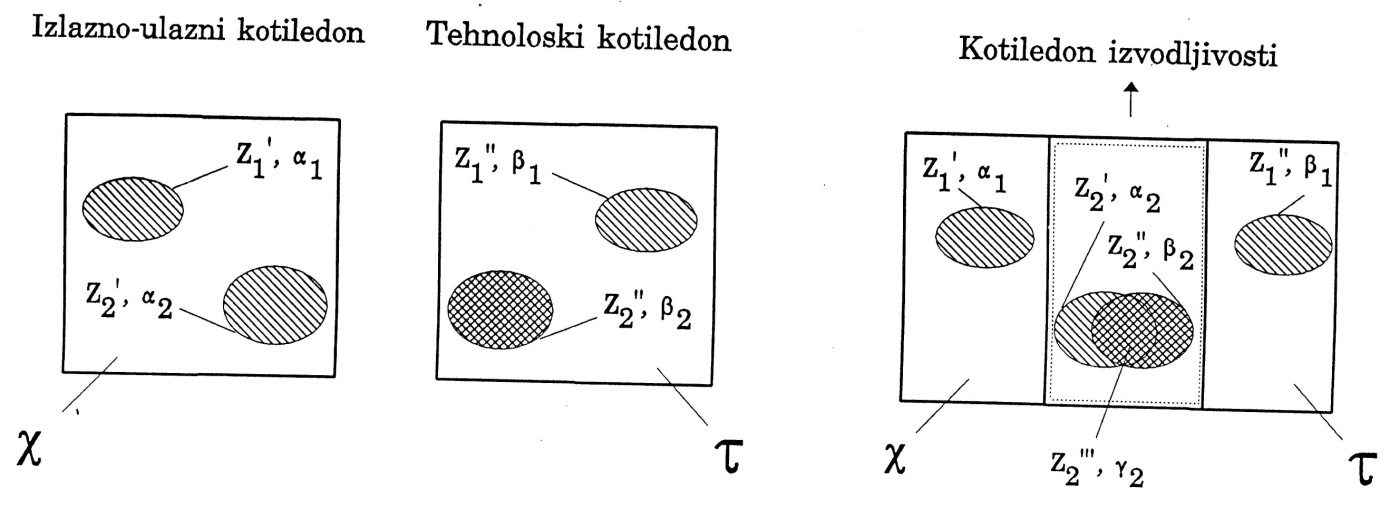 Izlazno-ulazni kotiledon
Tehnoloski kotiledon
Kotiledon izvodljivosti
Z₁', α₁
Z₂', α₂
χ
Z₁'', β₁
Z₂'', β₂
τ
Z₁', α₁
Z₂', α₂
Z₂'', β₂
Z₁'', β₁
χ
Z₂''', γ₂
τ